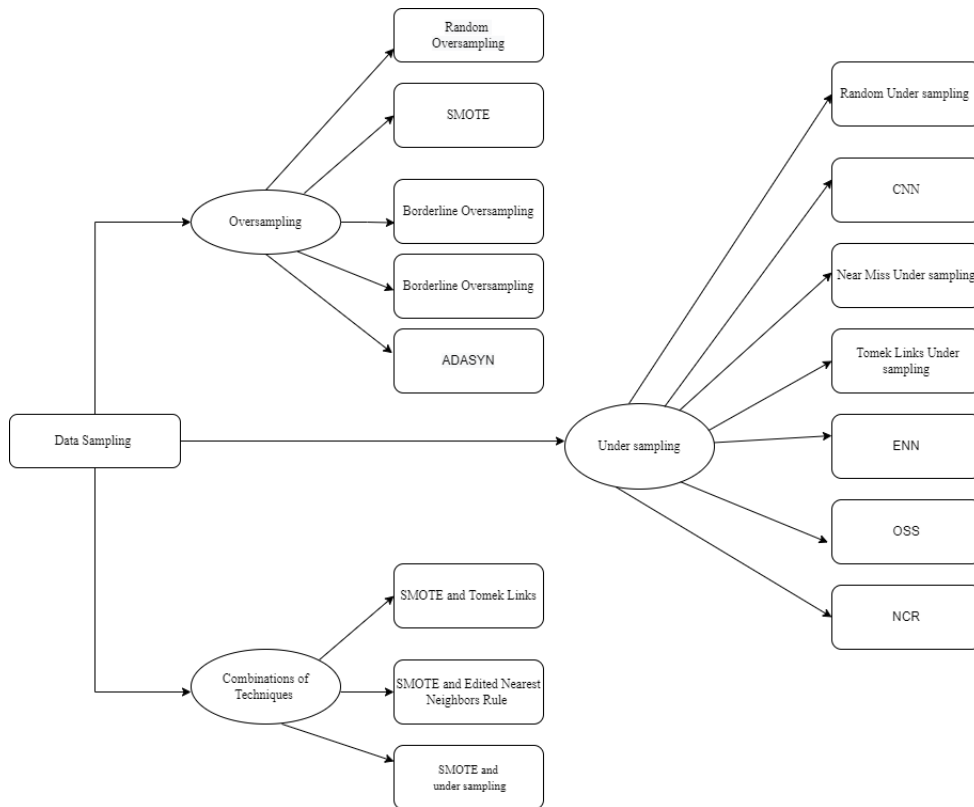 Random
Oversampling
SMOTE
Oversampling
Borderline Oversampling
Borderline Oversampling
ADASYN
Data Sampling
Random Under sampling
CNN
Near Miss Under sampling
Tomek Links Under
sampling
Under sampling
ENN
OSS
NCR
SMOTE and Tomek Links
Combinations of
Techniques
SMOTE and Edited Nearest
Neighbors Rule
SMOTE and
under sampling